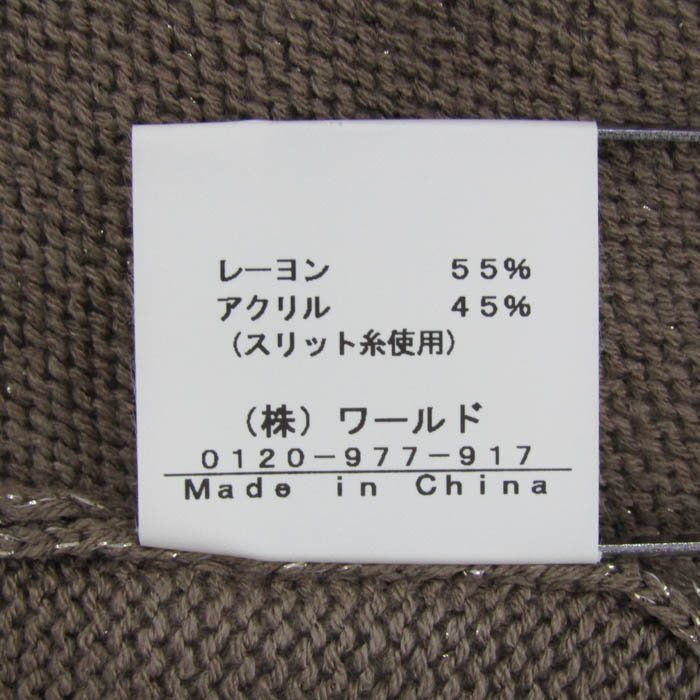 レーヨン 55%
アクリル 45%
(スリット糸使用)
(株) ワールド
0120-977-917
Made in China